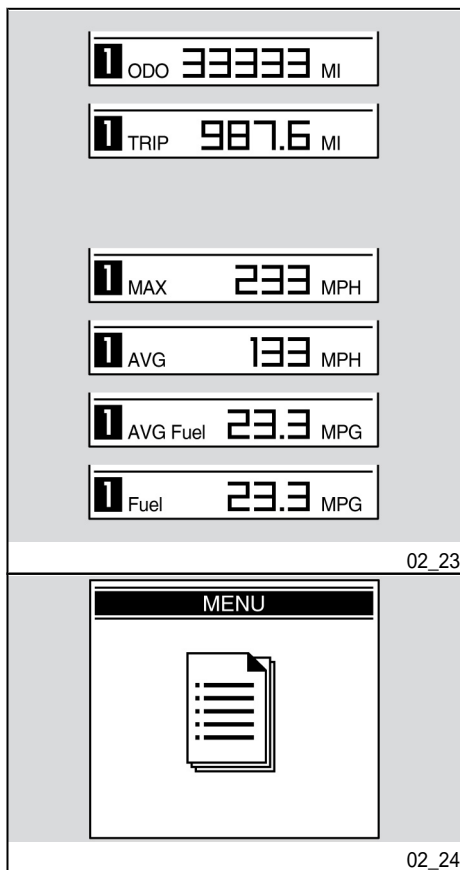 1 ODO 33333 MI
1 TRIP 987.6 MI
1 MAX 233 MPH
1 AVG 133 MPH
1 AVG Fuel 23.3 MPG
1 Fuel 23.3 MPG
02_23
MENU
02_24